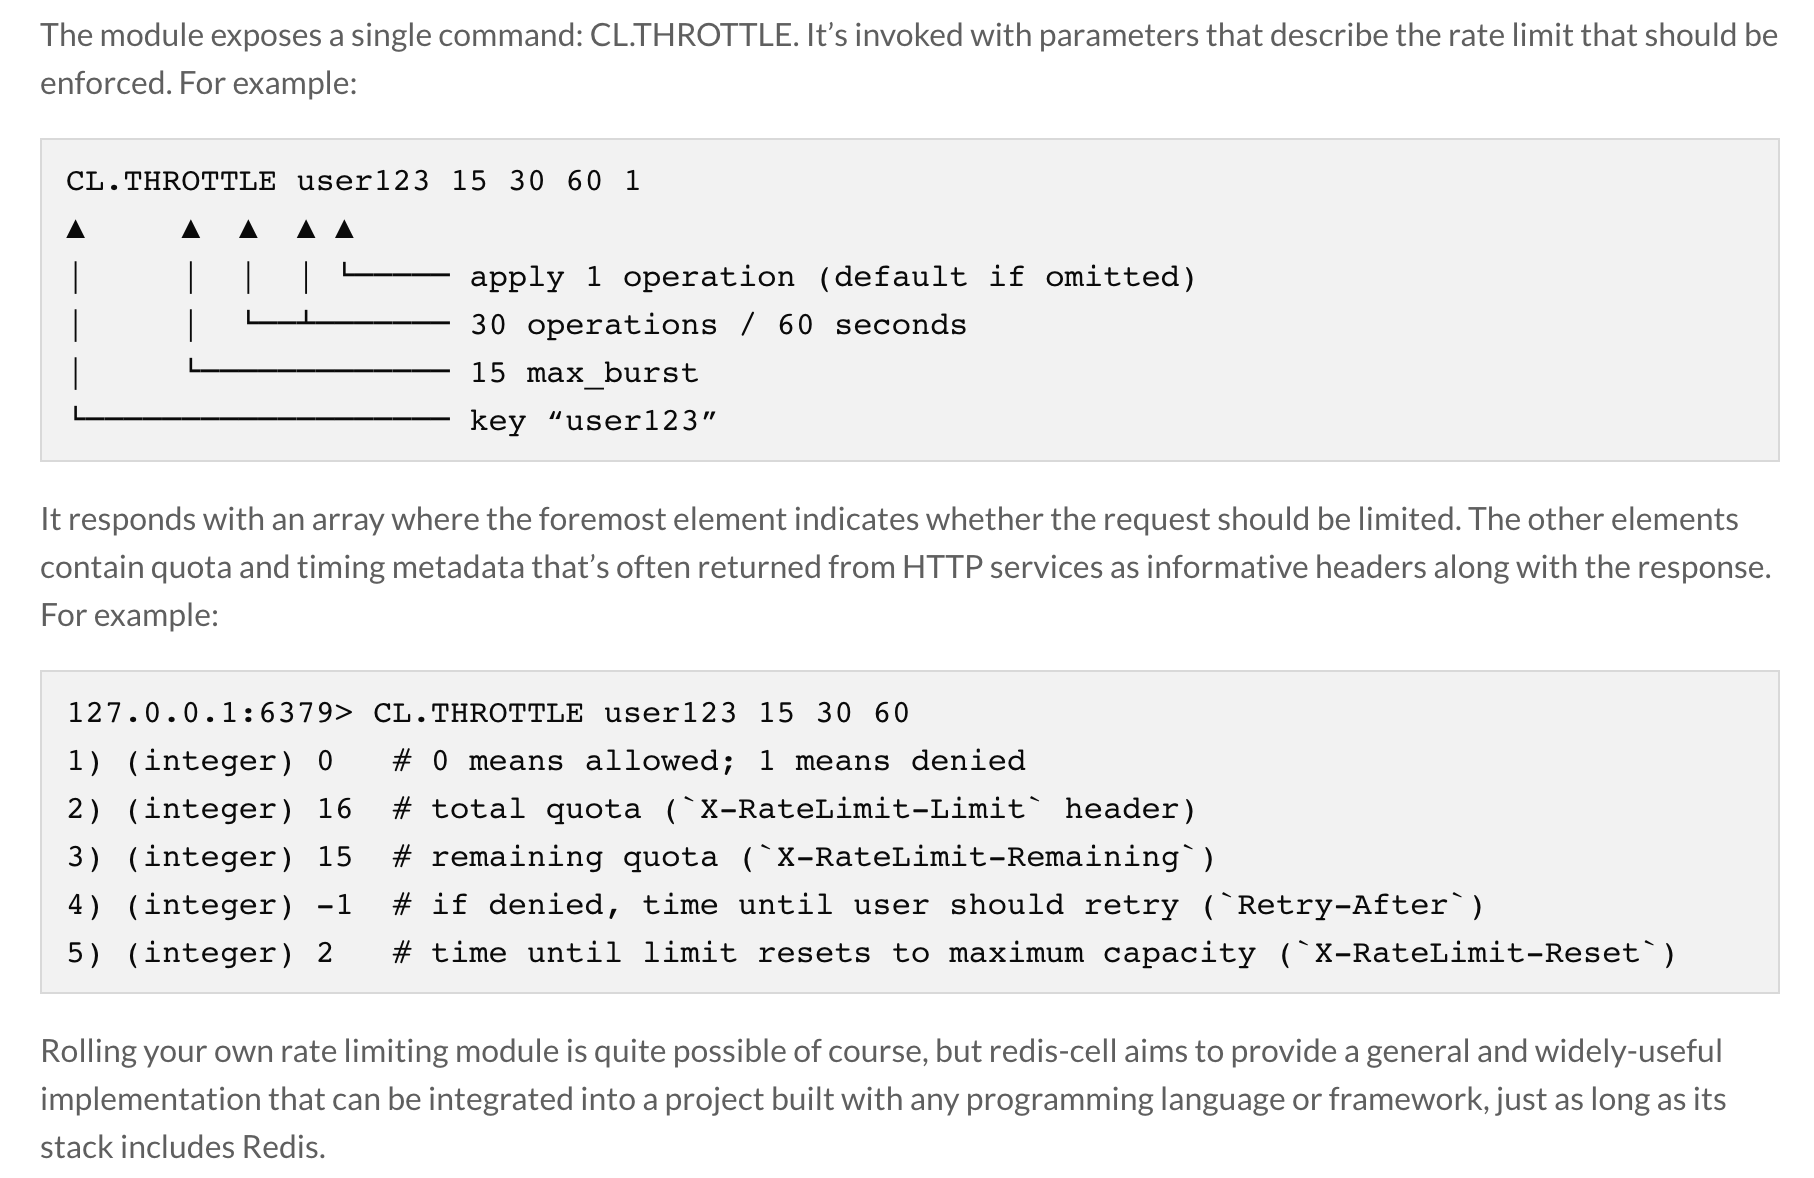 The module exposes a single command: CL.THROTTLE. It’s invoked with parameters that describe the rate limit that should be
enforced. For example:
CL.THROTTLE user123 15 30 60 1
▲     ▲  ▲  ▲ ▲
|     |  |  | └───── apply 1 operation (default if omitted)
|     |  └──┴─────── 30 operations / 60 seconds
|     └───────────── 15 max_burst
└─────────────────── key “user123”
It responds with an array where the foremost element indicates whether the request should be limited. The other elements
contain quota and timing metadata that’s often returned from HTTP services as informative headers along with the response.
For example:
127.0.0.1:6379> CL.THROTTLE user123 15 30 60
1) (integer) 0   # 0 means allowed; 1 means denied
2) (integer) 16  # total quota (`X-RateLimit-Limit` header)
3) (integer) 15  # remaining quota (`X-RateLimit-Remaining`)
4) (integer) -1  # if denied, time until user should retry (`Retry-After`)
5) (integer) 2   # time until limit resets to maximum capacity (`X-RateLimit-Reset`)
Rolling your own rate limiting module is quite possible of course, but redis-cell aims to provide a general and widely-useful
implementation that can be integrated into a project built with any programming language or framework, just as long as its
stack includes Redis.